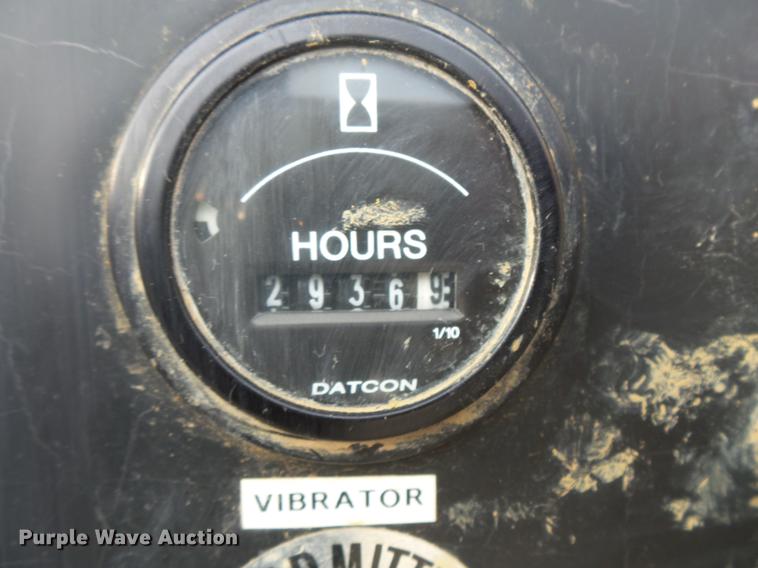 HOURS
2 9 3 6 9
1/10
DATCON
VIBRATOR
Purple Wave Auction